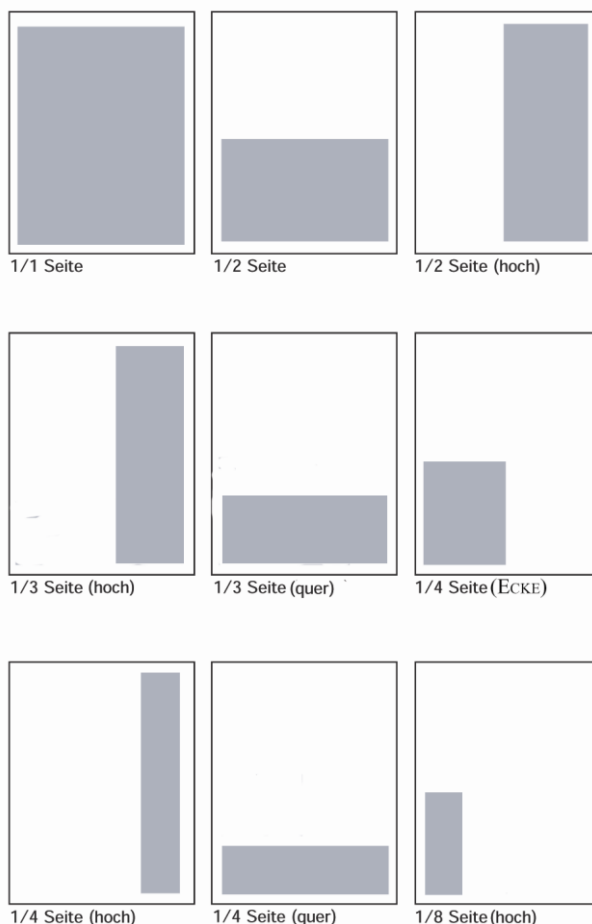 1/1 Seite
1/2 Seite
1/2 Seite (hoch)
1/3 Seite (hoch)
1/3 Seite (quer)
1/4 Seite (ECKE)
1/4 Seite (hoch)
1/4 Seite (quer)
1/8 Seite (hoch)